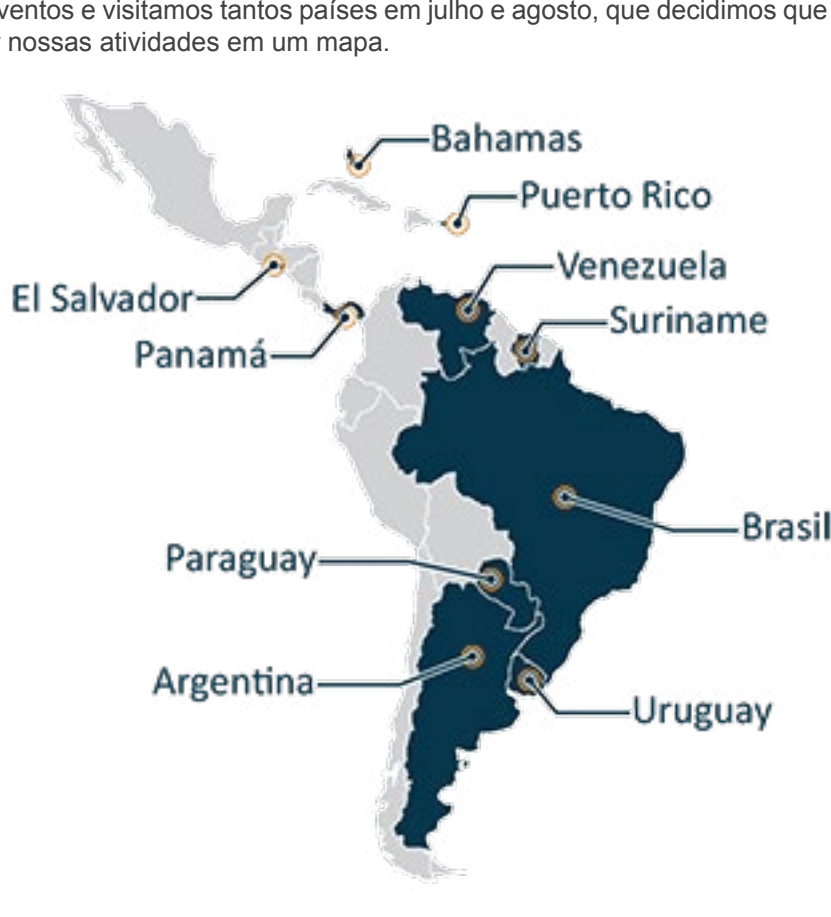 ventos e visitamos tantos países em julho e agosto, que decidimos que
nossas atividades em um mapa.
Bahamas
Puerto Rico
Venezuela
El Salvador
Suriname
Panamá
Brasil
Paraguay
Argentina
Uruguay